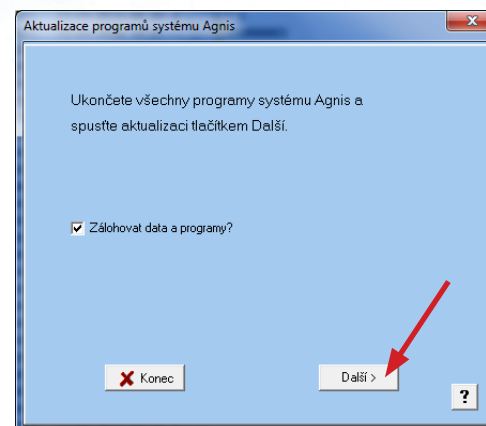 Aktualizace programů systému Agnis
Ukončete všechny programy systému Agnis a
spusťte aktualizaci tlačítkem Další.
Zálohovat data a programy?
Konec
Další >
?